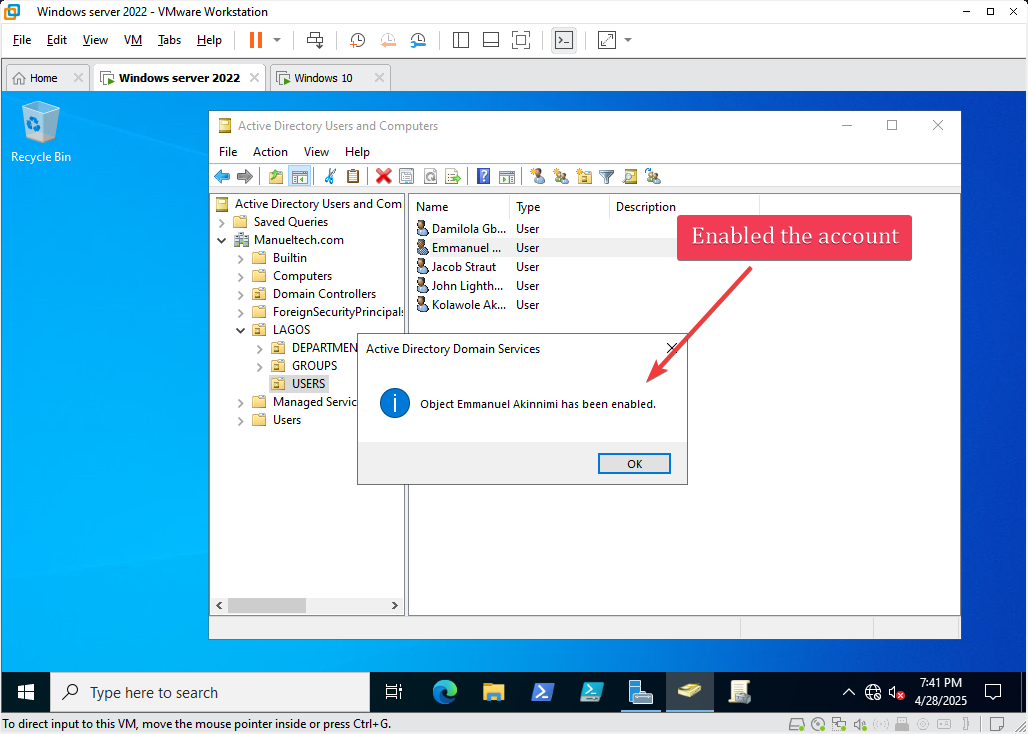 Windows server 2022 - VMware Workstation
File Edit View VM Tabs Help
Home Windows server 2022 Windows 10
Recycle Bin
Active Directory Users and Computers
File Action View Help
Active Directory Users and Com
Saved Queries
Manueltech.com
Builtin
Computers
Domain Controllers
ForeignSecurityPrincipals
LAGOS
DEPARTMEN
GROUPS
USERS
Managed Servic
Users
Name Type Description
Damilola Gb... User
Emmanuel ... User
Jacob Straut User
John Lighth... User
Kolawole Ak... User
Enabled the account
Active Directory Domain Services
Object Emmanuel Akinnimi has been enabled.
OK
Type here to search
7:41 PM
4/28/2025
To direct input to this VM, move the mouse pointer inside or press Ctrl+G.